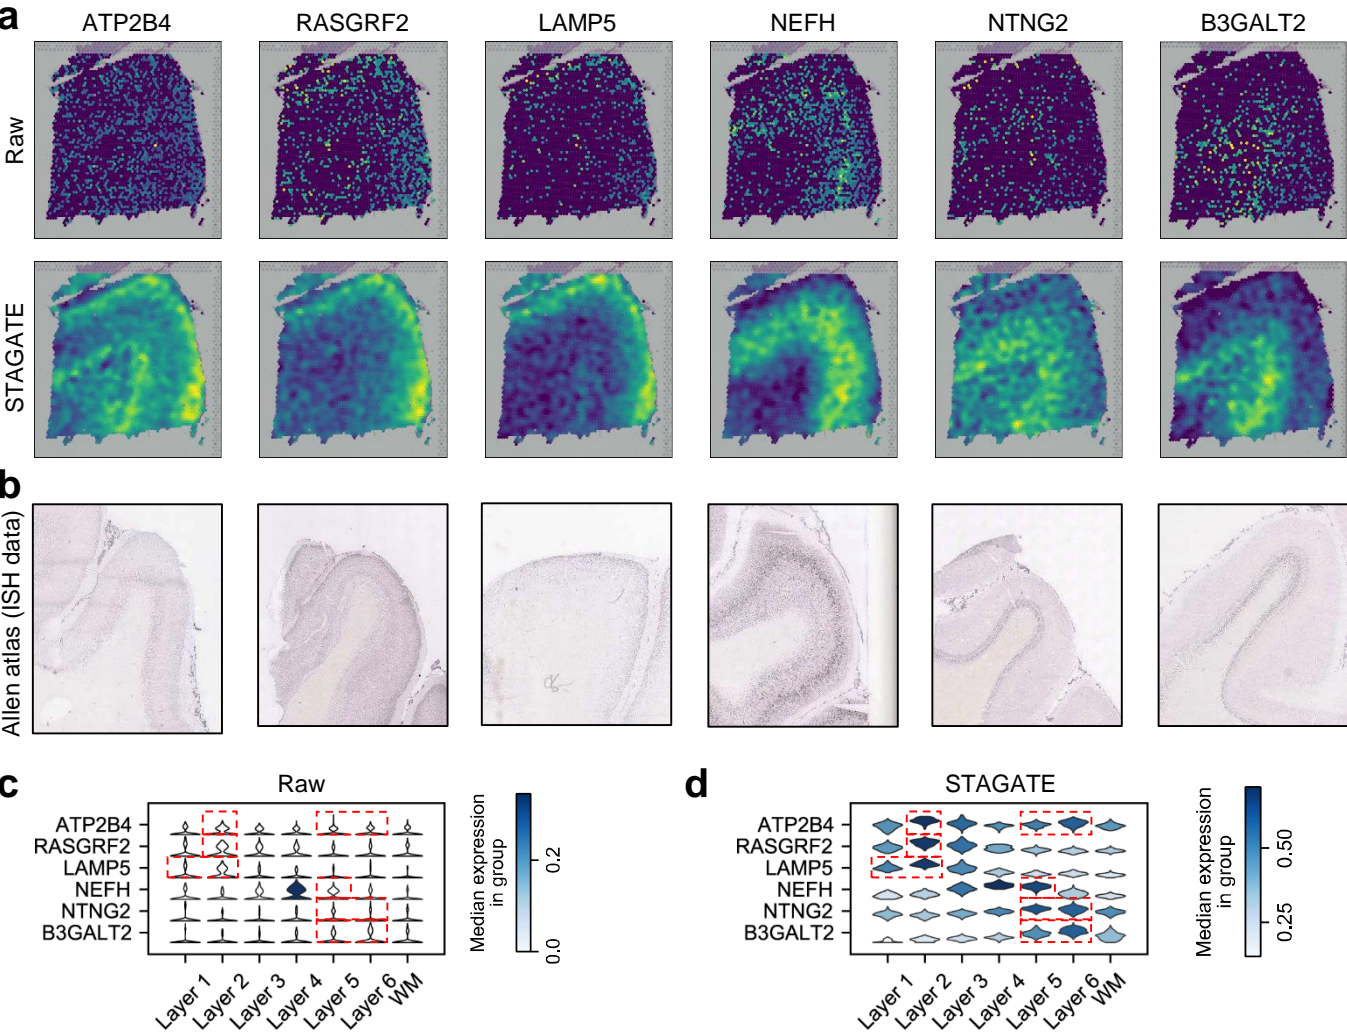 a
ATP2B4 RASGRF2 LAMP5 NEFH NTNG2 B3GALT2
Raw
STAGATE
b
Allen atlas (ISH data)
c
Raw
ATP2B4
RASGRF2
LAMP5
NEFH
NTNG2
B3GALT2
Layer 1 Layer 2 Layer 3 Layer 4 Layer 5 Layer 6 WM
Median expression
in group
0.2
0.0
d
STAGATE
ATP2B4
RASGRF2
LAMP5
NEFH
NTNG2
B3GALT2
Layer 1 Layer 2 Layer 3 Layer 4 Layer 5 Layer 6 WM
Median expression
in group
0.50
0.25